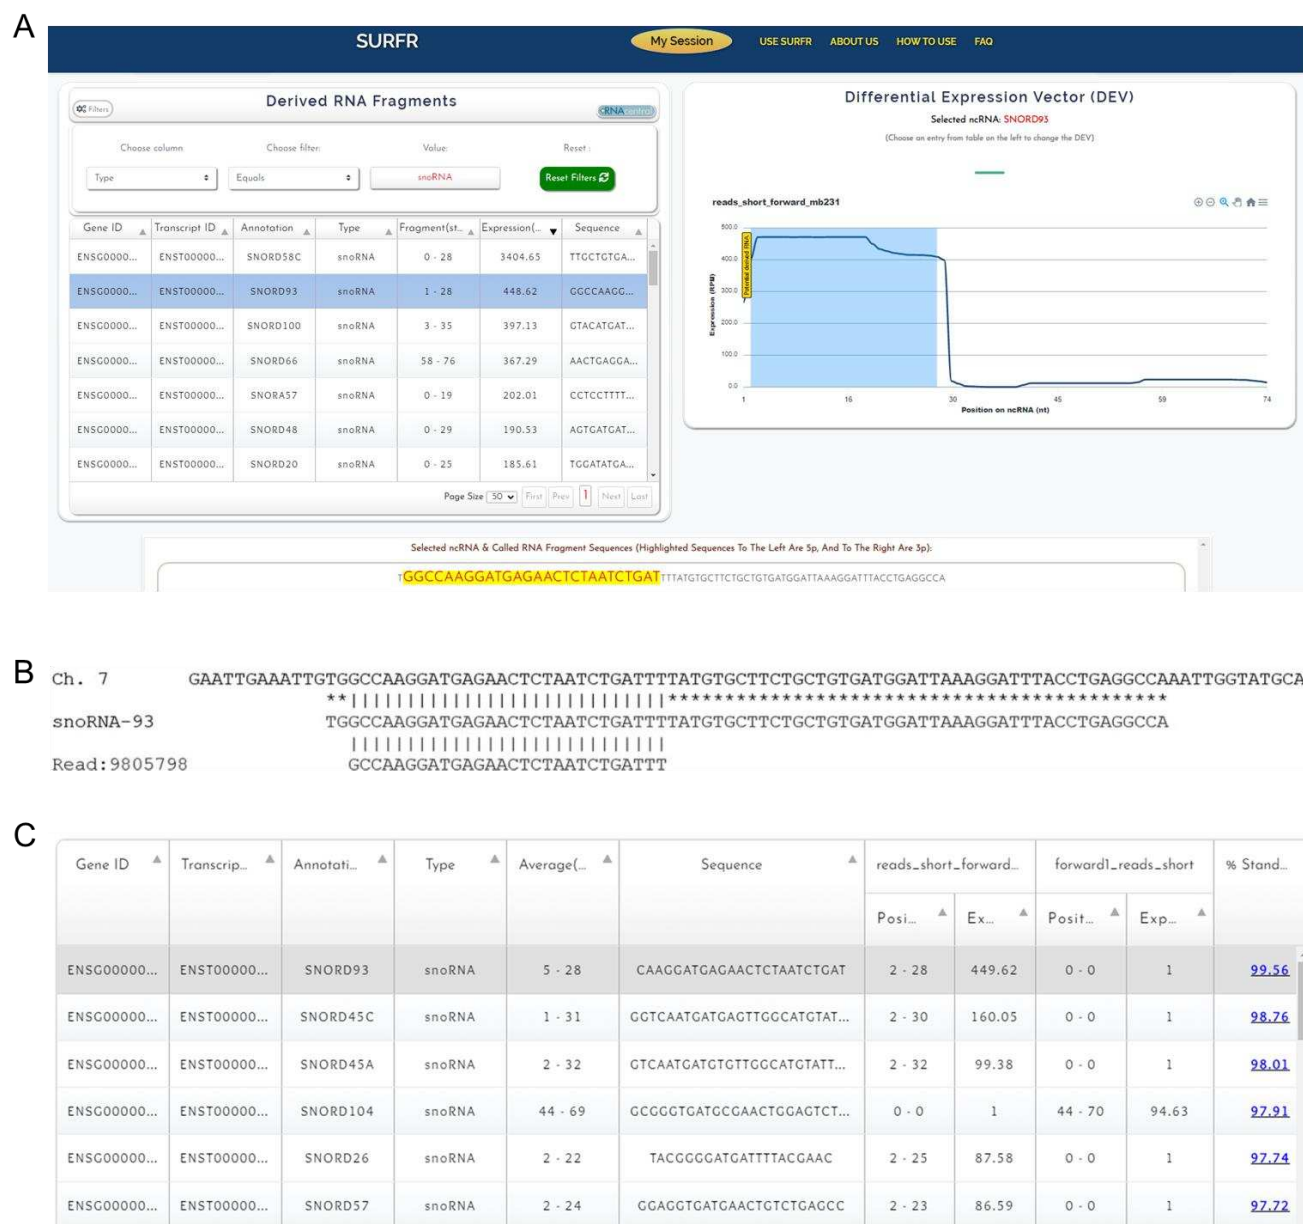 A
SURFR
My Session
USE SURFR ABOUT US HOW TO USE FAQ
Filters
Derived RNA Fragments
RNAcentral
Choose column: Choose filter: Value: Reset :
Type Equals snoRNA Reset Filters
Gene ID Transcript ID Annotation Type Fragment(st... Expression(... Sequence
ENSG0000... ENST00000... SNORD58C snoRNA 0 - 28 3404.65 TTGCTGTGA...
ENSG0000... ENST00000... SNORD93 snoRNA 1 - 28 448.62 GGCCAAGG...
ENSG0000... ENST00000... SNORD100 snoRNA 3 - 35 397.13 GTACATGAT...
ENSG0000... ENST00000... SNORD66 snoRNA 58 - 76 367.29 AACTGAGGA...
ENSG0000... ENST00000... SNORA57 snoRNA 0 - 19 202.01 CCTCCTTTT...
ENSG0000... ENST00000... SNORD48 snoRNA 0 - 29 190.53 AGTGATGAT...
ENSG0000... ENST00000... SNORD20 snoRNA 0 - 25 185.61 TGGATATGA...
Page Size 50 First Prev 1 Next Last
Differential Expression Vector (DEV)
Selected ncRNA: SNORD93
(Choose an entry from table on the left to change the DEV)
reads_short_forward_mb231
Expression (RPM)
500.0
400.0
300.0
200.0
100.0
0.0
Potential derived RNA
1 16 30 45 59 74
Position on ncRNA (nt)
Selected ncRNA & Called RNA Fragment Sequences (Highlighted Sequences To The Left Are 5p, And To The Right Are 3p):
TGGCCAAGGATGAGAACTCTAATCTGATTTTATGTGCTTCTGCTGTGATGGATTAAAGGATTTACCTGAGGCCA
B
Ch. 7 GAATTGAAATTGTGGCCAAGGATGAGAACTCTAATCTGATTTTATGTGCTTCTGCTGTGATGGATTAAAGGATTTACCTGAGGCCAAATTGGTATGCA
snoRNA-93 TGGCCAAGGATGAGAACTCTAATCTGATTTTATGTGCTTCTGCTGTGATGGATTAAAGGATTTACCTGAGGCCA
Read:9805798 GCCAAGGATGAGAACTCTAATCTGATTT
C
Gene ID Transcrip... Annotati... Type Average(... Sequence reads_short_forward... forward1_reads_short % Stand...
Posi... Ex... Posit... Exp...
ENSG00000... ENST00000... SNORD93 snoRNA 5 - 28 CAAGGATGAGAACTCTAATCTGAT 2 - 28 449.62 0 - 0 1 99.56
ENSG00000... ENST00000... SNORD45C snoRNA 1 - 31 GGTCAATGATGAGTTGGCATGTAT... 2 - 30 160.05 0 - 0 1 98.76
ENSG00000... ENST00000... SNORD45A snoRNA 2 - 32 GTCAATGATGTGTTGGCATGTATT... 2 - 32 99.38 0 - 0 1 98.01
ENSG00000... ENST00000... SNORD104 snoRNA 44 - 69 GCGGGTGATGCGAACTGGAGTCT... 0 - 0 1 44 - 70 94.63 97.91
ENSG00000... ENST00000... SNORD26 snoRNA 2 - 22 TACGGGGATGATTTTACGAAC 2 - 25 87.58 0 - 0 1 97.74
ENSG00000... ENST00000... SNORD57 snoRNA 2 - 24 GGAGGTGATGAACTGTCTGAGCC 2 - 23 86.59 0 - 0 1 97.72